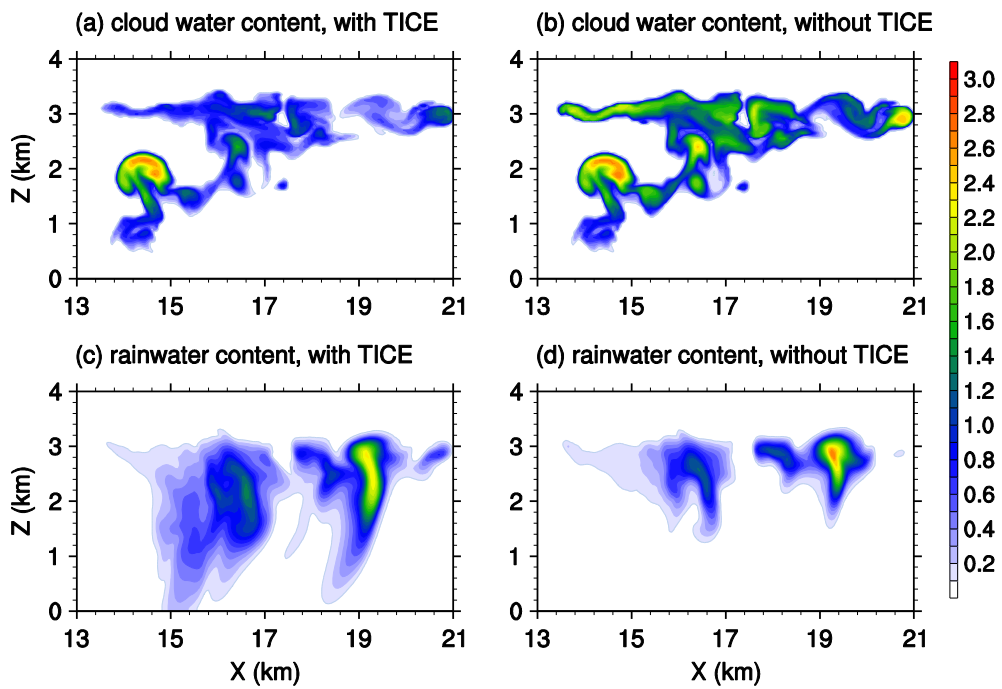 (a) cloud water content, with TICE
(b) cloud water content, without TICE
4
3
2
1
0
Z (km)
13 15 17 19 21
4
3
2
1
0
13 15 17 19 21
3.0
2.8
2.6
2.4
2.2
2.0
1.8
1.6
1.4
1.2
1.0
0.8
0.6
0.4
0.2
(c) rainwater content, with TICE
(d) rainwater content, without TICE
4
3
2
1
0
Z (km)
13 15 17 19 21
X (km)
4
3
2
1
0
13 15 17 19 21
X (km)